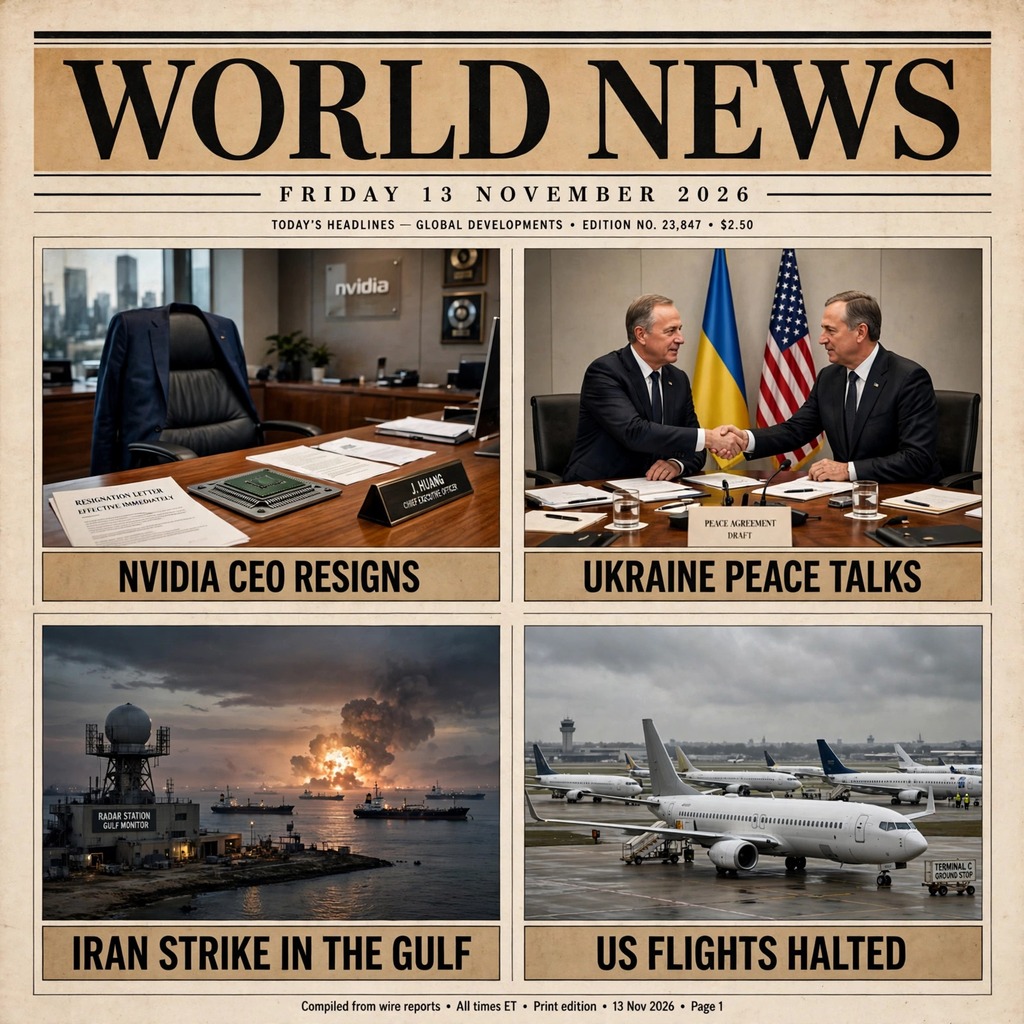 WORLD NEWS
FRIDAY 13 NOVEMBER 2026
TODAY'S HEADLINES — GLOBAL DEVELOPMENTS • EDITION NO. 23,847 • $2.50
nvidia
RESIGNATION LETTER
EFFECTIVE IMMEDIATELY
J. HUANG
CHIEF EXECUTIVE OFFICER
NVIDIA CEO RESIGNS
PEACE AGREEMENT
DRAFT
UKRAINE PEACE TALKS
RADAR STATION
GULF MONITOR
IRAN STRIKE IN THE GULF
TERMINAL C
GROUND STOP
US FLIGHTS HALTED
Compiled from wire reports • All times ET • Print edition • 13 Nov 2026 • Page 1